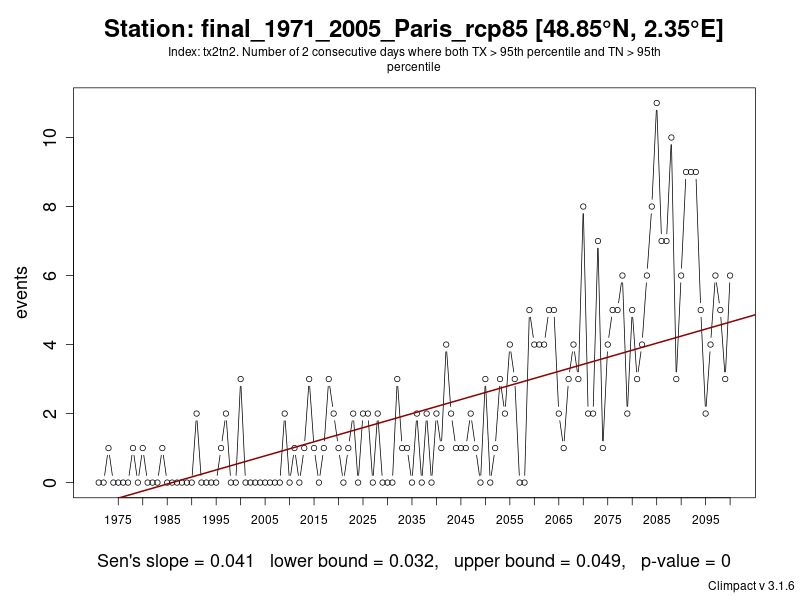 Station: final_1971_2005_Paris_rcp85 [48.85°N, 2.35°E]
Index: tx2tn2. Number of 2 consecutive days where both TX > 95th percentile and TN > 95th
percentile
10
8
6
4
2
0
events
1975 1985 1995 2005 2015 2025 2035 2045 2055 2065 2075 2085 2095
Sen's slope = 0.041 lower bound = 0.032, upper bound = 0.049, p-value = 0
Climpact v 3.1.6